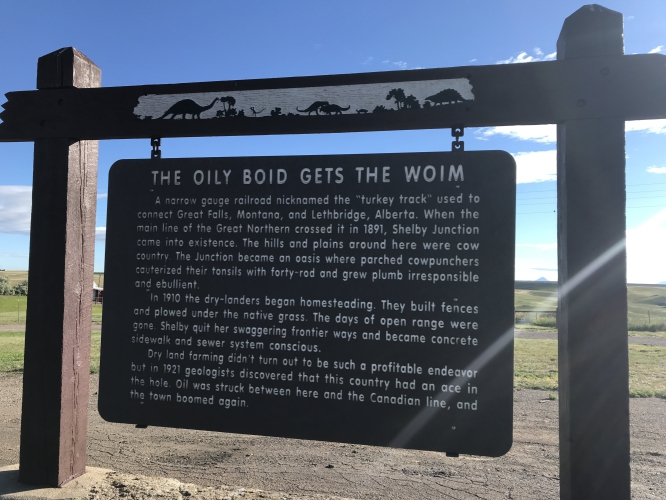 THE OILY BOID GETS THE WOIM
A narrow gauge railroad nicknamed the "turkey track" used to
connect Great Falls, Montana, and Lethbridge, Alberta. When the
main line of the Great Northern crossed it in 1891, Shelby Junction
came into existence. The hills and plains around here were cow
country. The Junction became an oasis where parched cowpunchers
cauterized their tonsils with forty-rod and grew plumb irresponsible
and ebullient.
In 1910 the dry-landers began homesteading. They built fences
and plowed under the native grass. The days of open range were
gone. Shelby quit her swaggering frontier ways and became concrete
sidewalk and sewer system conscious.
Dry land farming didn't turn out to be such a profitable endeavor
but in 1921 geologists discovered that this country had an ace in
the hole. Oil was struck between here and the Canadian line, and
the town boomed again.